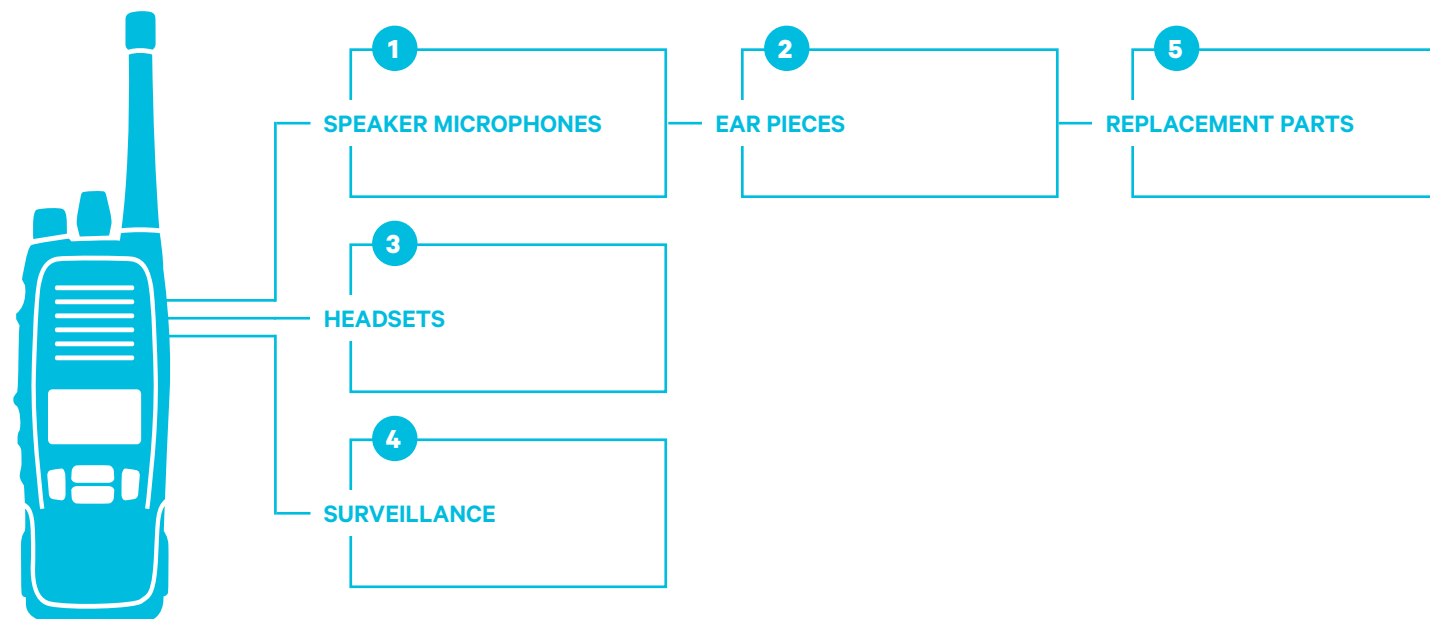 1
SPEAKER MICROPHONES
2
EAR PIECES
5
REPLACEMENT PARTS
3
HEADSETS
4
SURVEILLANCE